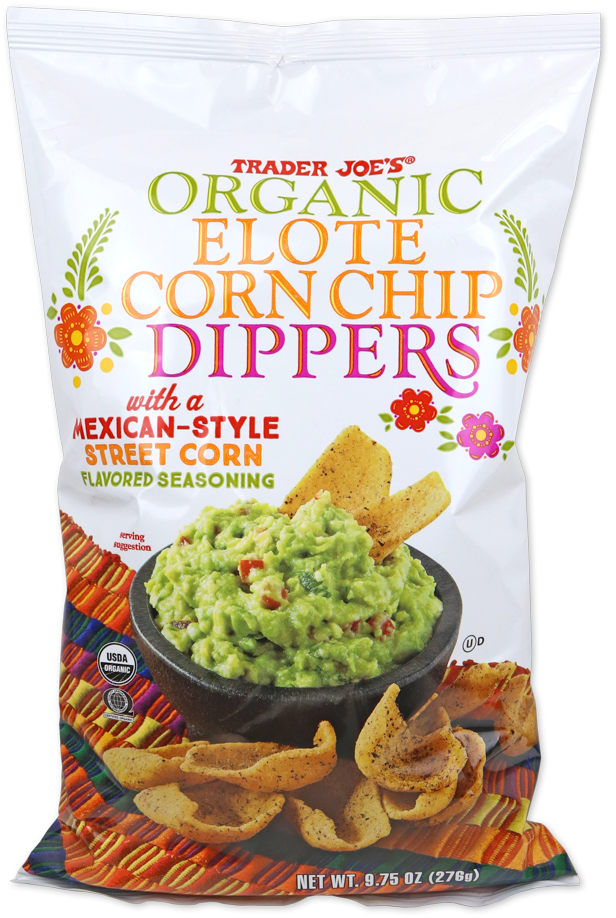 TRADER JOE'S®
ORGANIC
ELOTE
CORN CHIP
DIPPERS
with a
MEXICAN-STYLE
STREET CORN
FLAVORED SEASONING
serving
suggestion
U D
USDA
ORGANIC
NET WT. 9.75 OZ (276g)